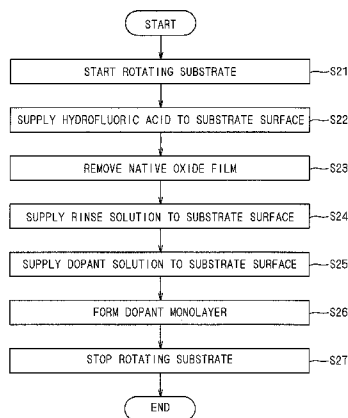 START
START ROTATING SUBSTRATE S21
SUPPLY HYDROFLUORIC ACID TO SUBSTRATE SURFACE S22
REMOVE NATIVE OXIDE FILM S23
SUPPLY RINSE SOLUTION TO SUBSTRATE SURFACE S24
SUPPLY DOPANT SOLUTION TO SUBSTRATE SURFACE S25
FORM DOPANT MONOLAYER S26
STOP ROTATING SUBSTRATE S27
END